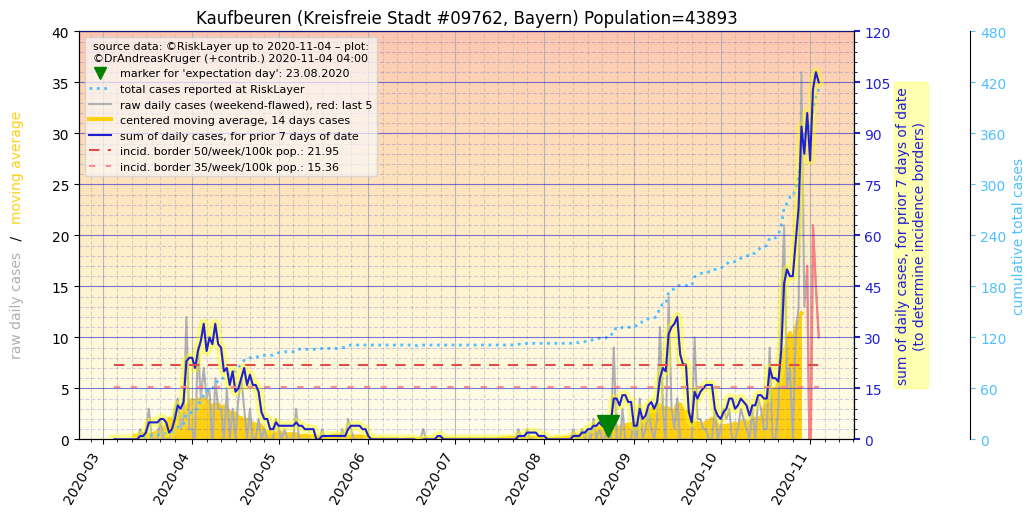 Kaufbeuren (Kreisfreie Stadt #09762, Bayern) Population=43893
source data: ©RiskLayer up to 2020-11-04 – plot:
©DrAndreasKruger (+contrib.) 2020-11-04 04:00
marker for 'expectation day': 23.08.2020
total cases reported at RiskLayer
raw daily cases (weekend-flawed), red: last 5
centered moving average, 14 days cases
sum of daily cases, for prior 7 days of date
incid. border 50/week/100k pop.: 21.95
incid. border 35/week/100k pop.: 15.36
raw daily cases / moving average
40
35
30
25
20
15
10
5
0
120
105
90
75
60
45
30
15
0
sum of daily cases, for prior 7 days of date
(to determine incidence borders)
480
420
360
300
240
180
120
60
0
cumulative total cases
2020-03
2020-04
2020-05
2020-06
2020-07
2020-08
2020-09
2020-10
2020-11